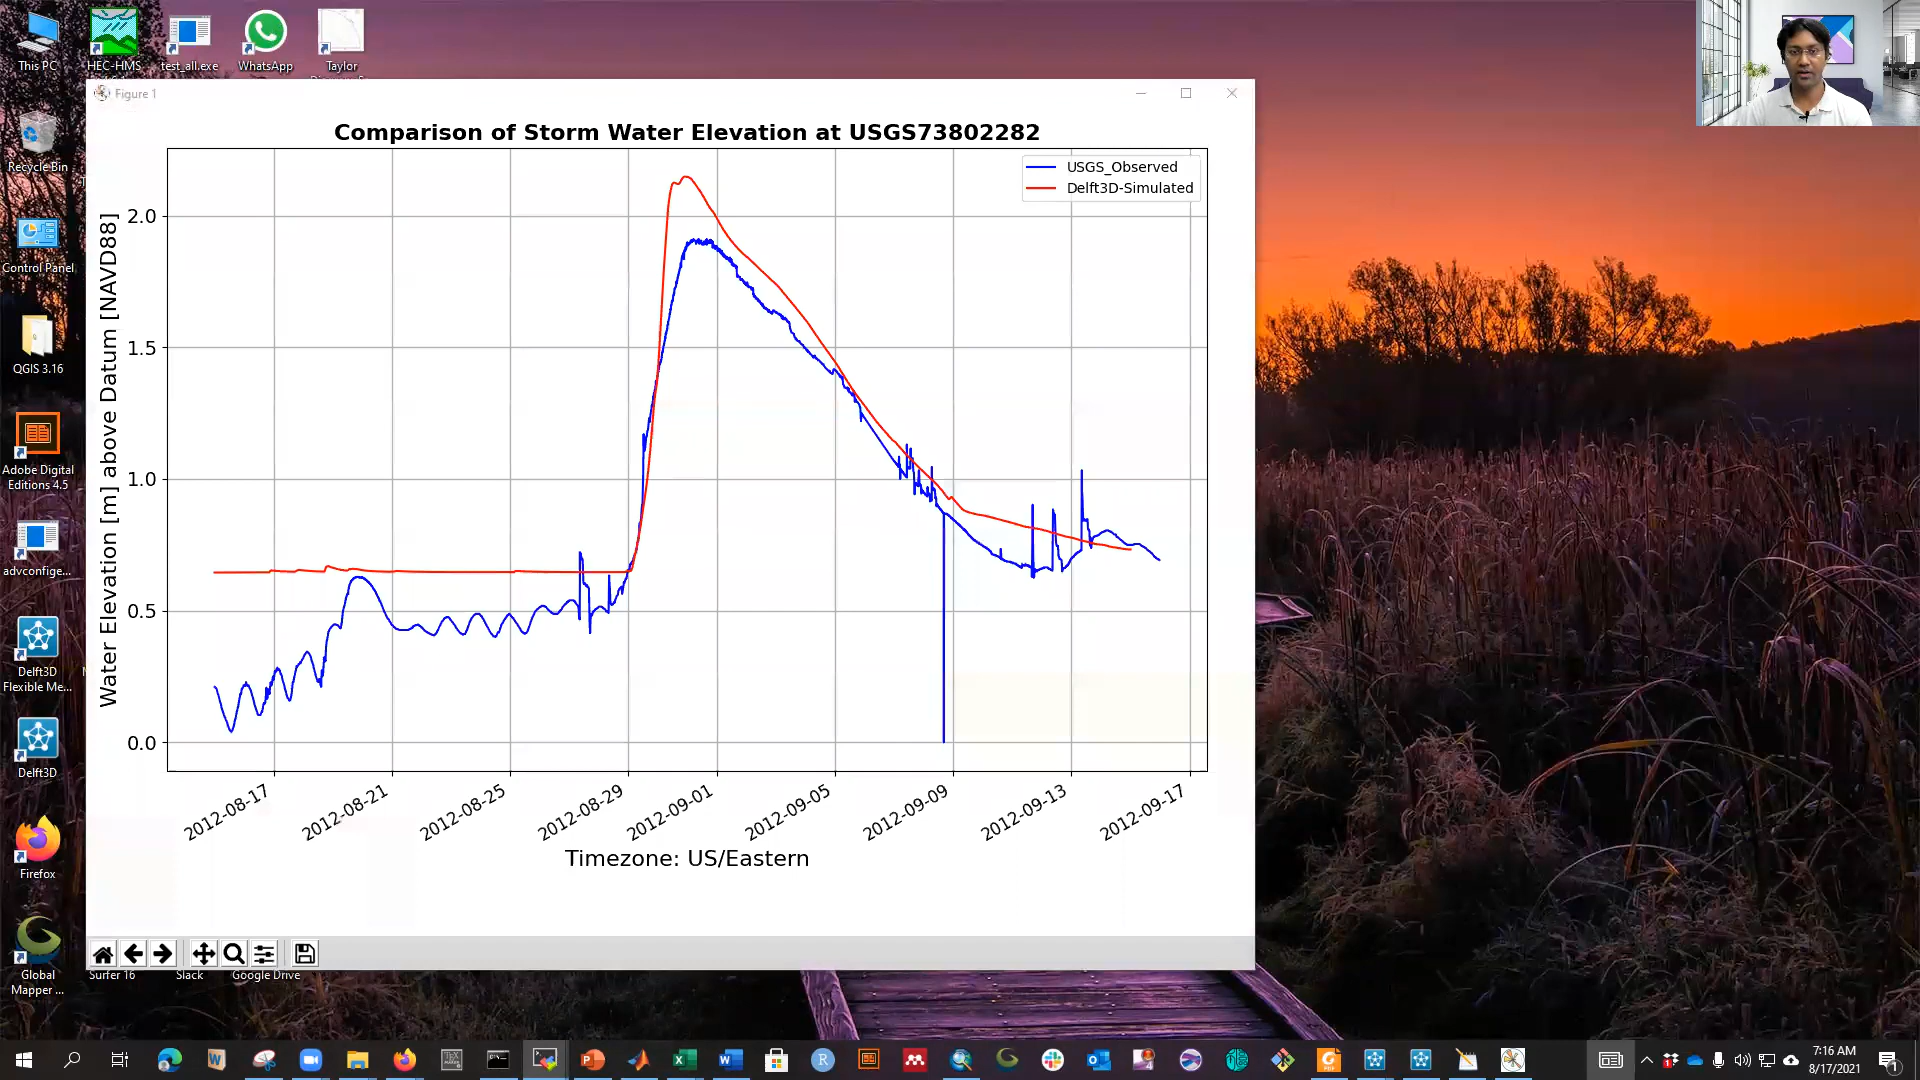 This PC
HEC-HMS
test_all.exe
WhatsApp
Taylor
Figure 1
Recycle Bin
Control Panel
QGIS 3.16
Adobe Digital
Editions 4.5
advconfige...
Delft3D
Flexible Me...
Delft3D
Firefox
Global
Mapper ...
Surfer 16
Slack
Google Drive
Comparison of Storm Water Elevation at USGS73802282
USGS_Observed
Delft3D-Simulated
Water Elevation [m] above Datum [NAVD88]
2.0
1.5
1.0
0.5
0.0
2012-08-17
2012-08-21
2012-08-25
2012-08-29
2012-09-01
2012-09-05
2012-09-09
2012-09-13
2012-09-17
Timezone: US/Eastern
7:16 AM
8/17/2021